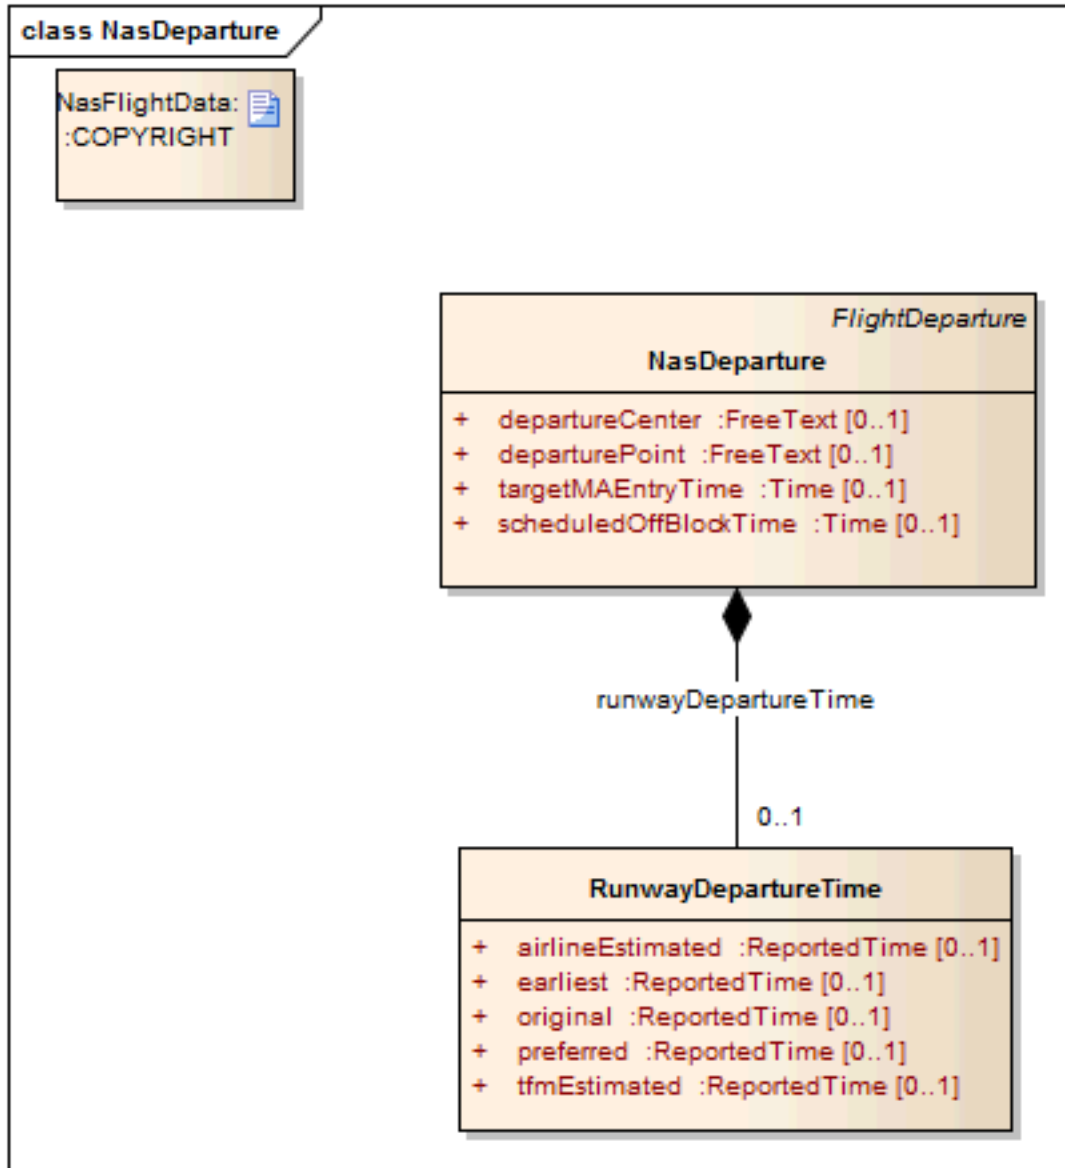 class NasDeparture
NasFlightData:
:COPYRIGHT
FlightDeparture
NasDeparture
+ departureCenter :FreeText [0..1]
+ departurePoint :FreeText [0..1]
+ targetMAEntryTime :Time [0..1]
+ scheduledOffBlockTime :Time [0..1]
runwayDepartureTime
0..1
RunwayDepartureTime
+ airlineEstimated :ReportedTime [0..1]
+ earliest :ReportedTime [0..1]
+ original :ReportedTime [0..1]
+ preferred :ReportedTime [0..1]
+ tfmEstimated :ReportedTime [0..1]